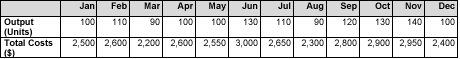 Jan Feb Mar Apr May Jun Jul Aug Sep Oct Nov Dec
Output (Units) 100 110 90 100 100 130 110 90 120 130 140 100
Total Costs ($) 2,500 2,600 2,200 2,600 2,550 3,000 2,650 2,300 2,800 2,900 2,950 2,400